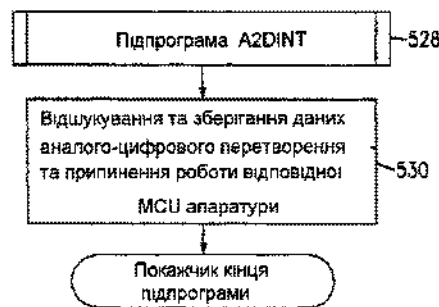 Підпрограма A2DINT
528
Відшукування та зберігання даних
аналого-цифрового перетворення
та припинення роботи відповідної
MCU апаратури
530
Покажчик кінця
підпрограми